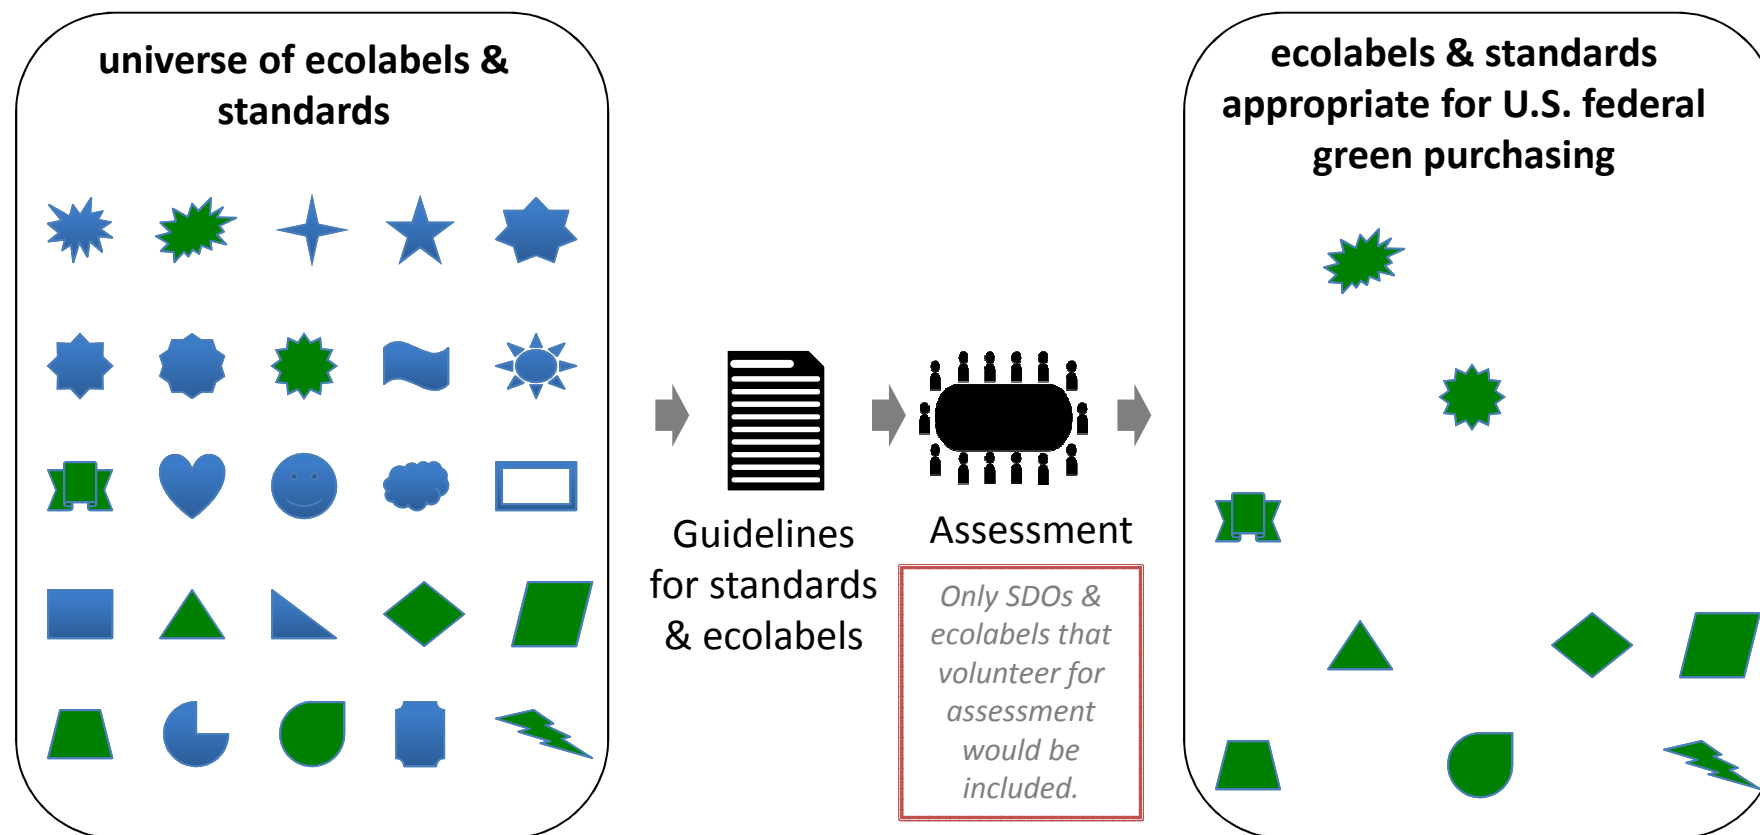 universe of ecolabels &
standards
Guidelines
for standards
& ecolabels
Assessment
Only SDOs &
ecolabels that
volunteer for
assessment
would be
included.
ecolabels & standards
appropriate for U.S. federal
green purchasing